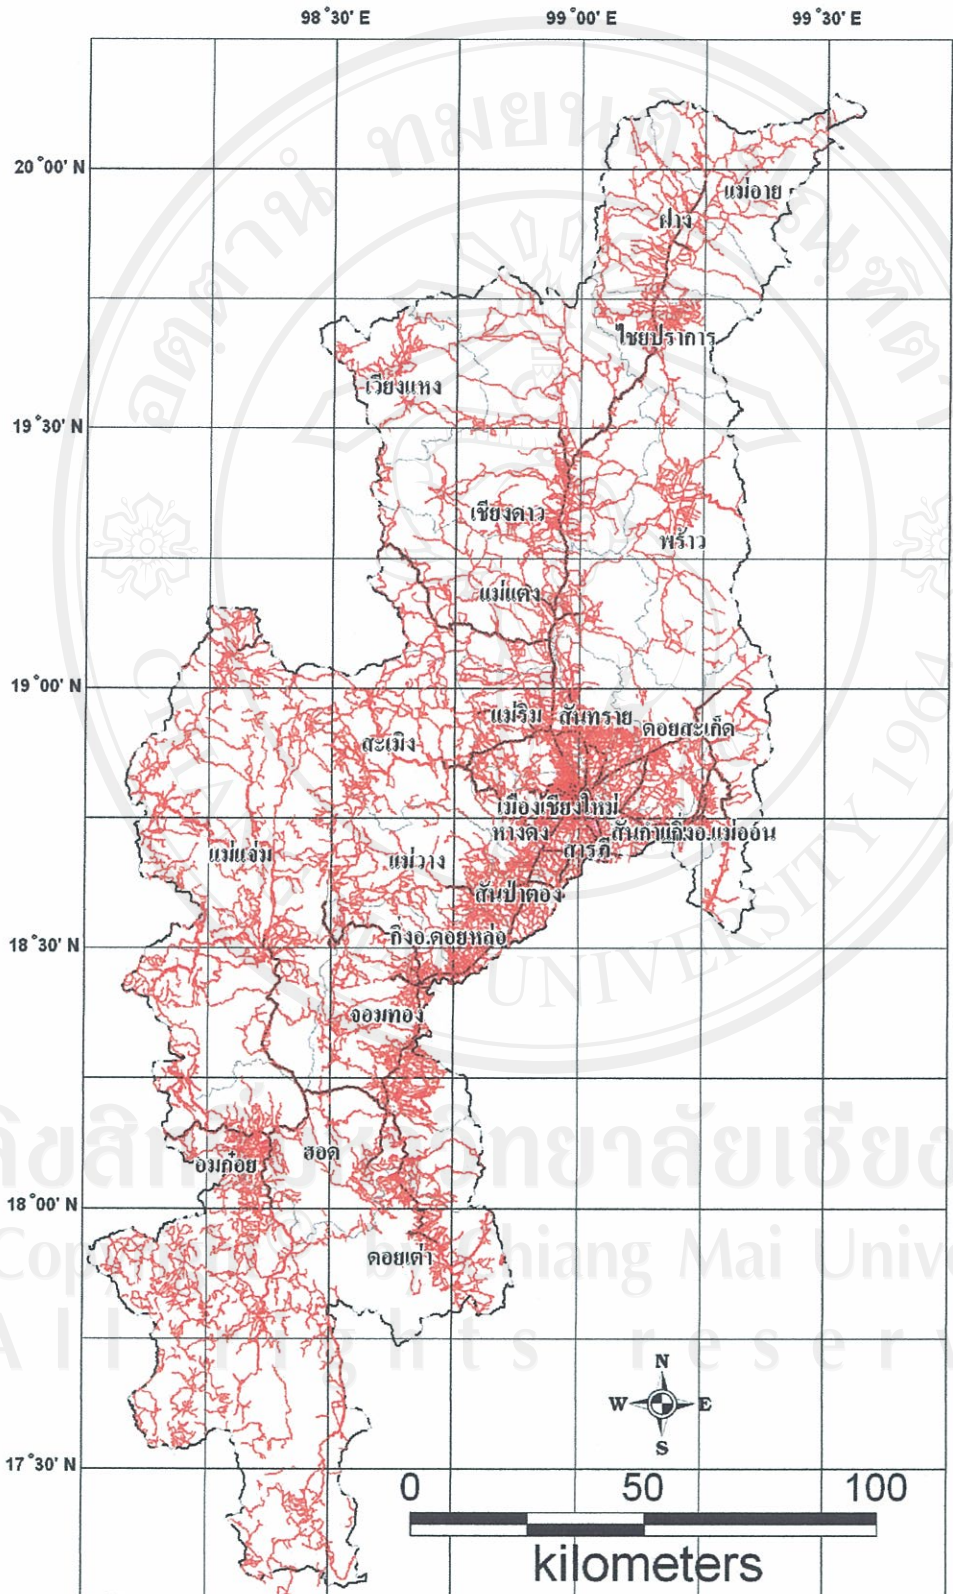 98°30' E 99°00' E 99°30' E
20°00' N
แม่อาย
ฝาง
ไชยปราการ
เวียงแหง
19°30' N
เชียงดาว
พร้าว
แม่แตง
19°00' N
แม่ริม สันทราย
ดอยสะเก็ด
สะเมิง
เมืองเชียงใหม่
หางดง
กิ่งอ.แม่ออน
สารภี
แม่แจ่ม
แม่วาง
สันป่าตอง
กิ่งอ.ดอยหล่อ
18°30' N
UNIVERSITY 1964
จอมทอง
ฮอด
อมก๋อย
18°00' N
by Chiang Mai
ดอยเต่า
All rights
N
W E
S
17°30' N
0 50 100
kilometers